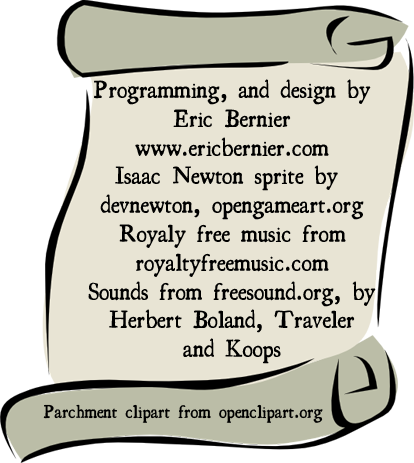 Programming, and design by
Eric Bernier
www.ericbernier.com
Isaac Newton sprite by
devnewton, opengameart.org
Royaly free music from
royaltyfreemusic.com
Sounds from freesound.org, by
Herbert Boland, Traveler
and Koops
Parchment clipart from openclipart.org